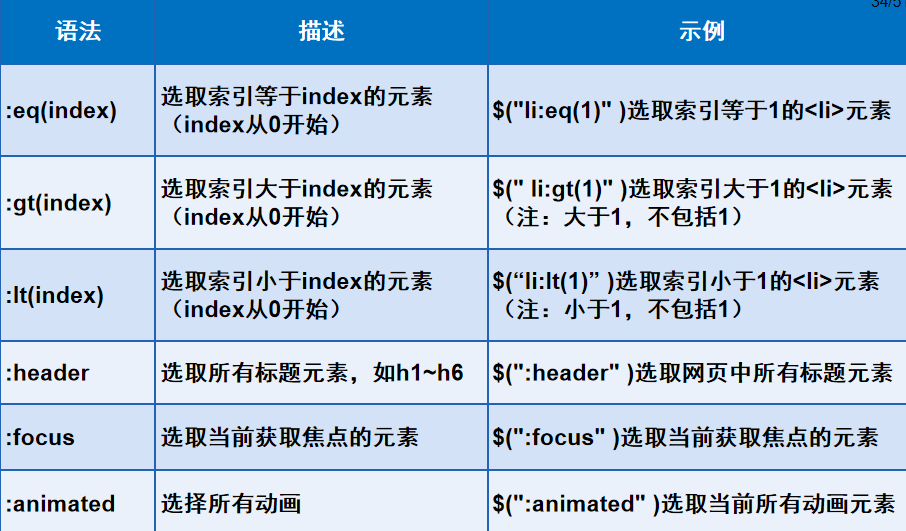 34/5
语法 描述 示例
:eq(index) 选取索引等于index的元素 $("li:eq(1)" )选取索引等于1的<li>元素
（index从0开始）
:gt(index) 选取索引大于index的元素 $(" li:gt(1)" )选取索引大于1的<li>元素
（index从0开始） （注：大于1，不包括1）
:lt(index) 选取索引小于index的元素 $(“li:lt(1)” )选取索引小于1的<li>元素
（index从0开始） （注：小于1，不包括1）
:header 选取所有标题元素，如h1~h6 $(":header" )选取网页中所有标题元素
:focus 选取当前获取焦点的元素 $(":focus" )选取当前获取焦点的元素
:animated 选择所有动画 $(":animated" )选取当前所有动画元素